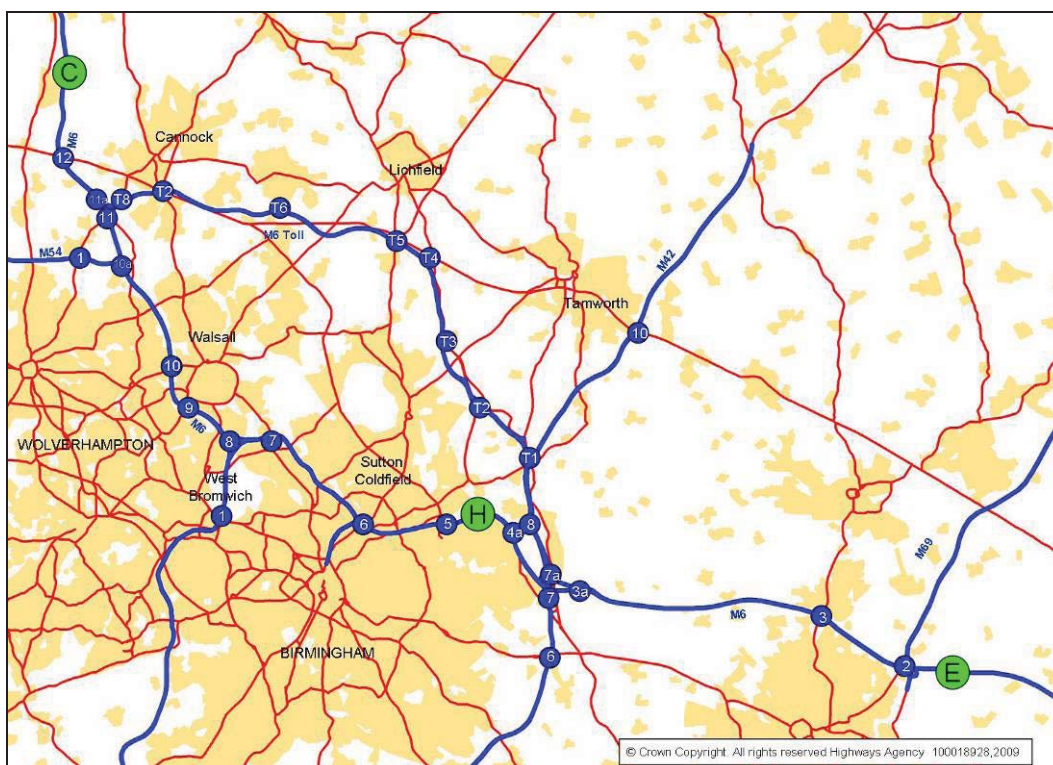 C
M6
12
Cannock
Lichfield
11a
T8
T2
11
T6
M6 Toll
T5
T4
M54
1
10a
M42
Tamworth
10
T3
Walsall
10
9
M6
T2
WOLVERHAMPTON
8
7
Sutton
Coldfield
T1
West
Bromwich
1
6
5
H
4a
8
M69
7a
3a
7
M6
3
BIRMINGHAM
6
2
E
© Crown Copyright. All rights reserved Highways Agency 100018928,2009